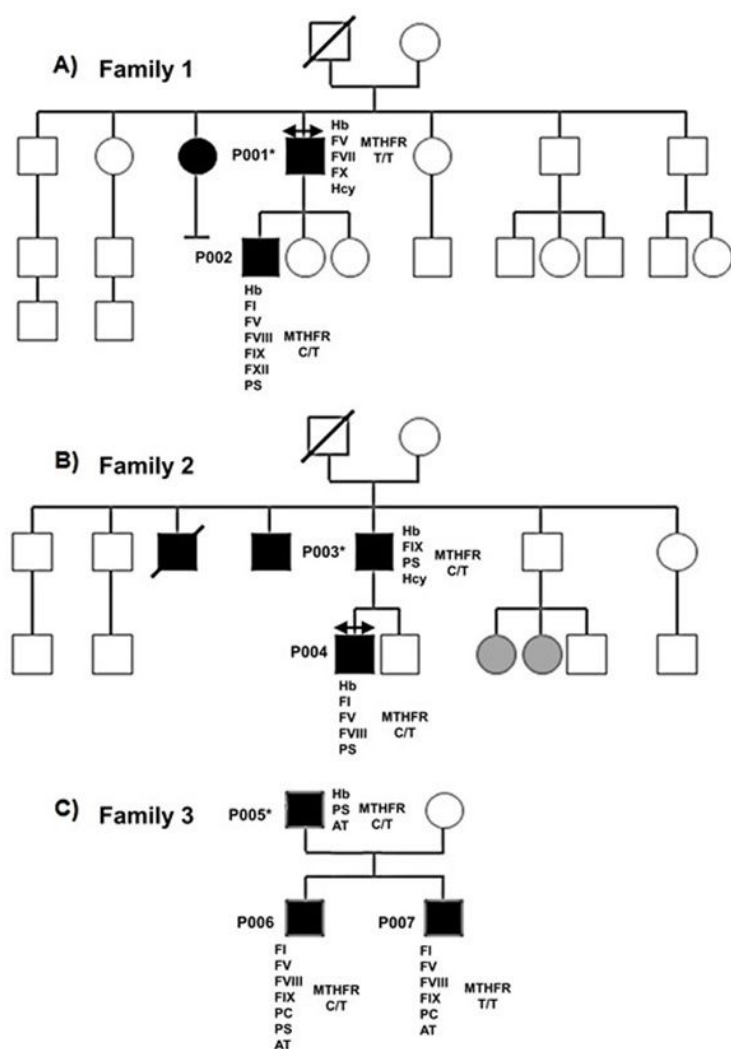 A) Family 1
P001*
Hb
FV
FVII
FX
Hcy
MTHFR
T/T
P002
Hb
FI
FV
FVIII
FIX
FXII
PS
MTHFR
C/T
B) Family 2
P003*
Hb
FIX
PS
Hcy
MTHFR
C/T
P004
Hb
FI
FV
FVIII
PS
MTHFR
C/T
C) Family 3
P005*
Hb
PS
AT
MTHFR
C/T
P006
FI
FV
FVIII
FIX
PC
PS
AT
MTHFR
C/T
P007
FI
FV
FVIII
FIX
PC
AT
MTHFR
T/T